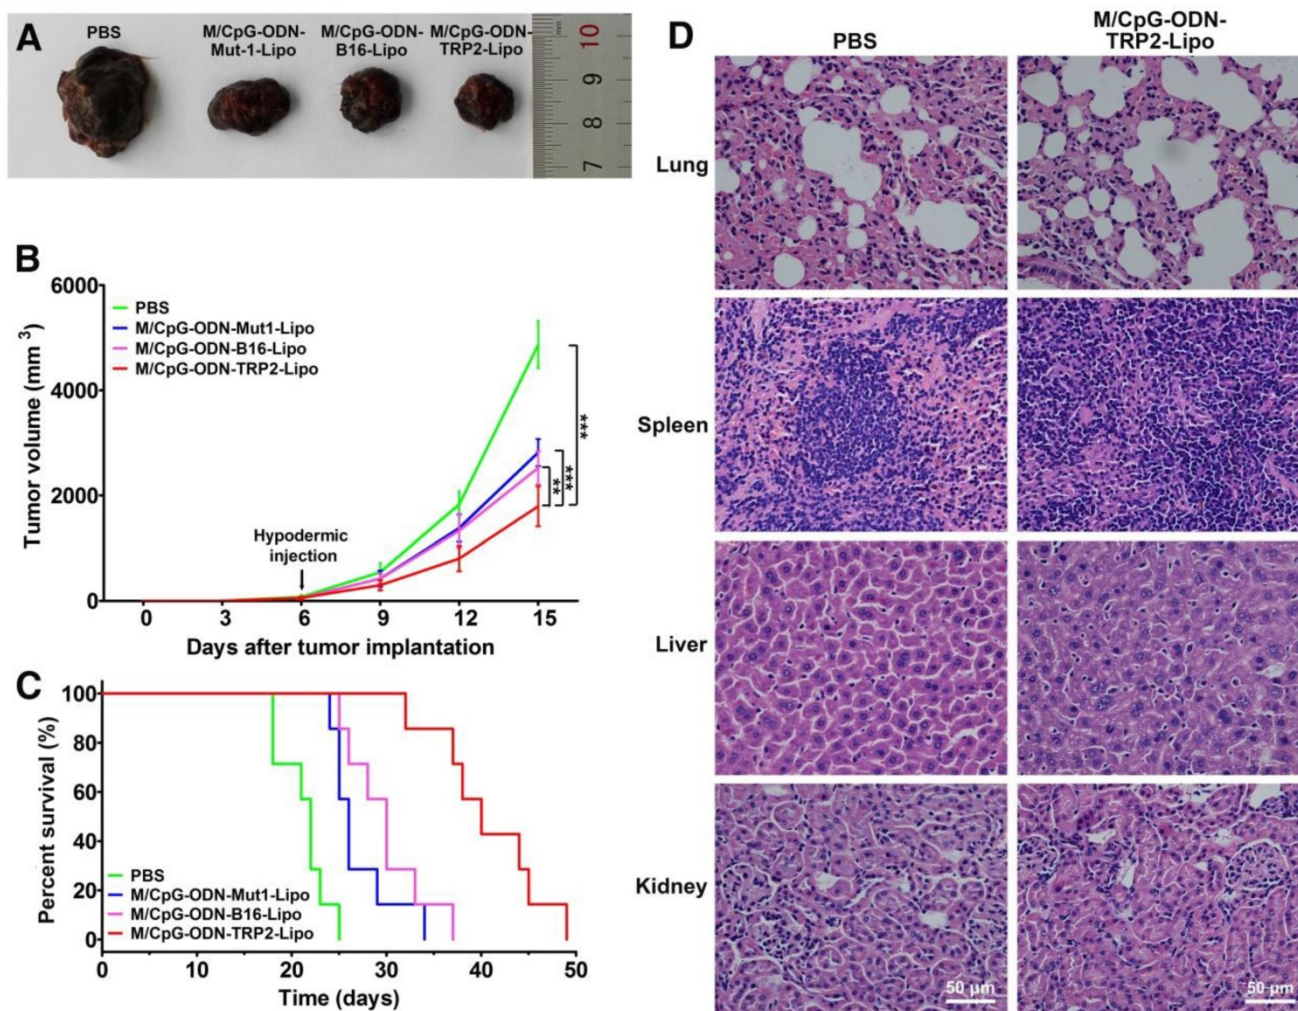 A
PBS
M/CpG-ODN-
Mut-1-Lipo
M/CpG-ODN-
B16-Lipo
M/CpG-ODN-
TRP2-Lipo
mm
10
9
8
7
B
6000
4000
2000
0
Tumor volume (mm 3)
PBS
M/CpG-ODN-Mut1-Lipo
M/CpG-ODN-B16-Lipo
M/CpG-ODN-TRP2-Lipo
Hypodermic
injection
***
***
**
0 3 6 9 12 15
Days after tumor implantation
C
100
80
60
40
20
0
Percent survival (%)
PBS
M/CpG-ODN-Mut1-Lipo
M/CpG-ODN-B16-Lipo
M/CpG-ODN-TRP2-Lipo
0 10 20 30 40 50
Time (days)
D
PBS
M/CpG-ODN-
TRP2-Lipo
Lung
Spleen
Liver
Kidney
50 µm
50 µm